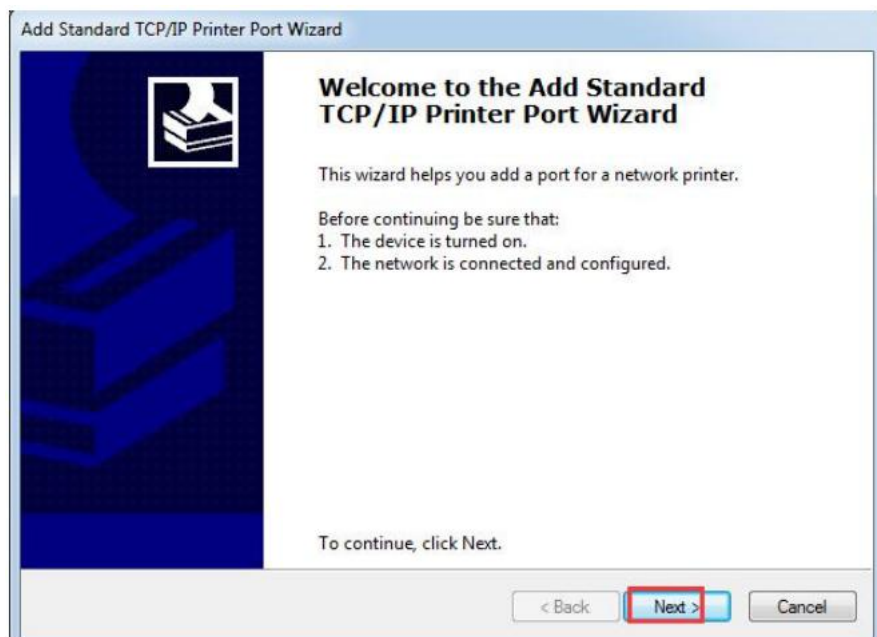 Add Standard TCP/IP Printer Port Wizard
Welcome to the Add Standard
TCP/IP Printer Port Wizard
This wizard helps you add a port for a network printer.
Before continuing be sure that:
1. The device is turned on.
2. The network is connected and configured.
To continue, click Next.
< Back
Next >
Cancel